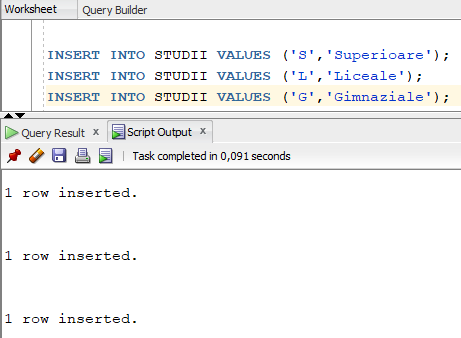 Worksheet Query Builder
INSERT INTO STUDII VALUES ('S','Superioare');
INSERT INTO STUDII VALUES ('L','Liceale');
INSERT INTO STUDII VALUES ('G','Gimnaziale');
Query Result x Script Output x
Task completed in 0,091 seconds
1 row inserted.
1 row inserted.
1 row inserted.